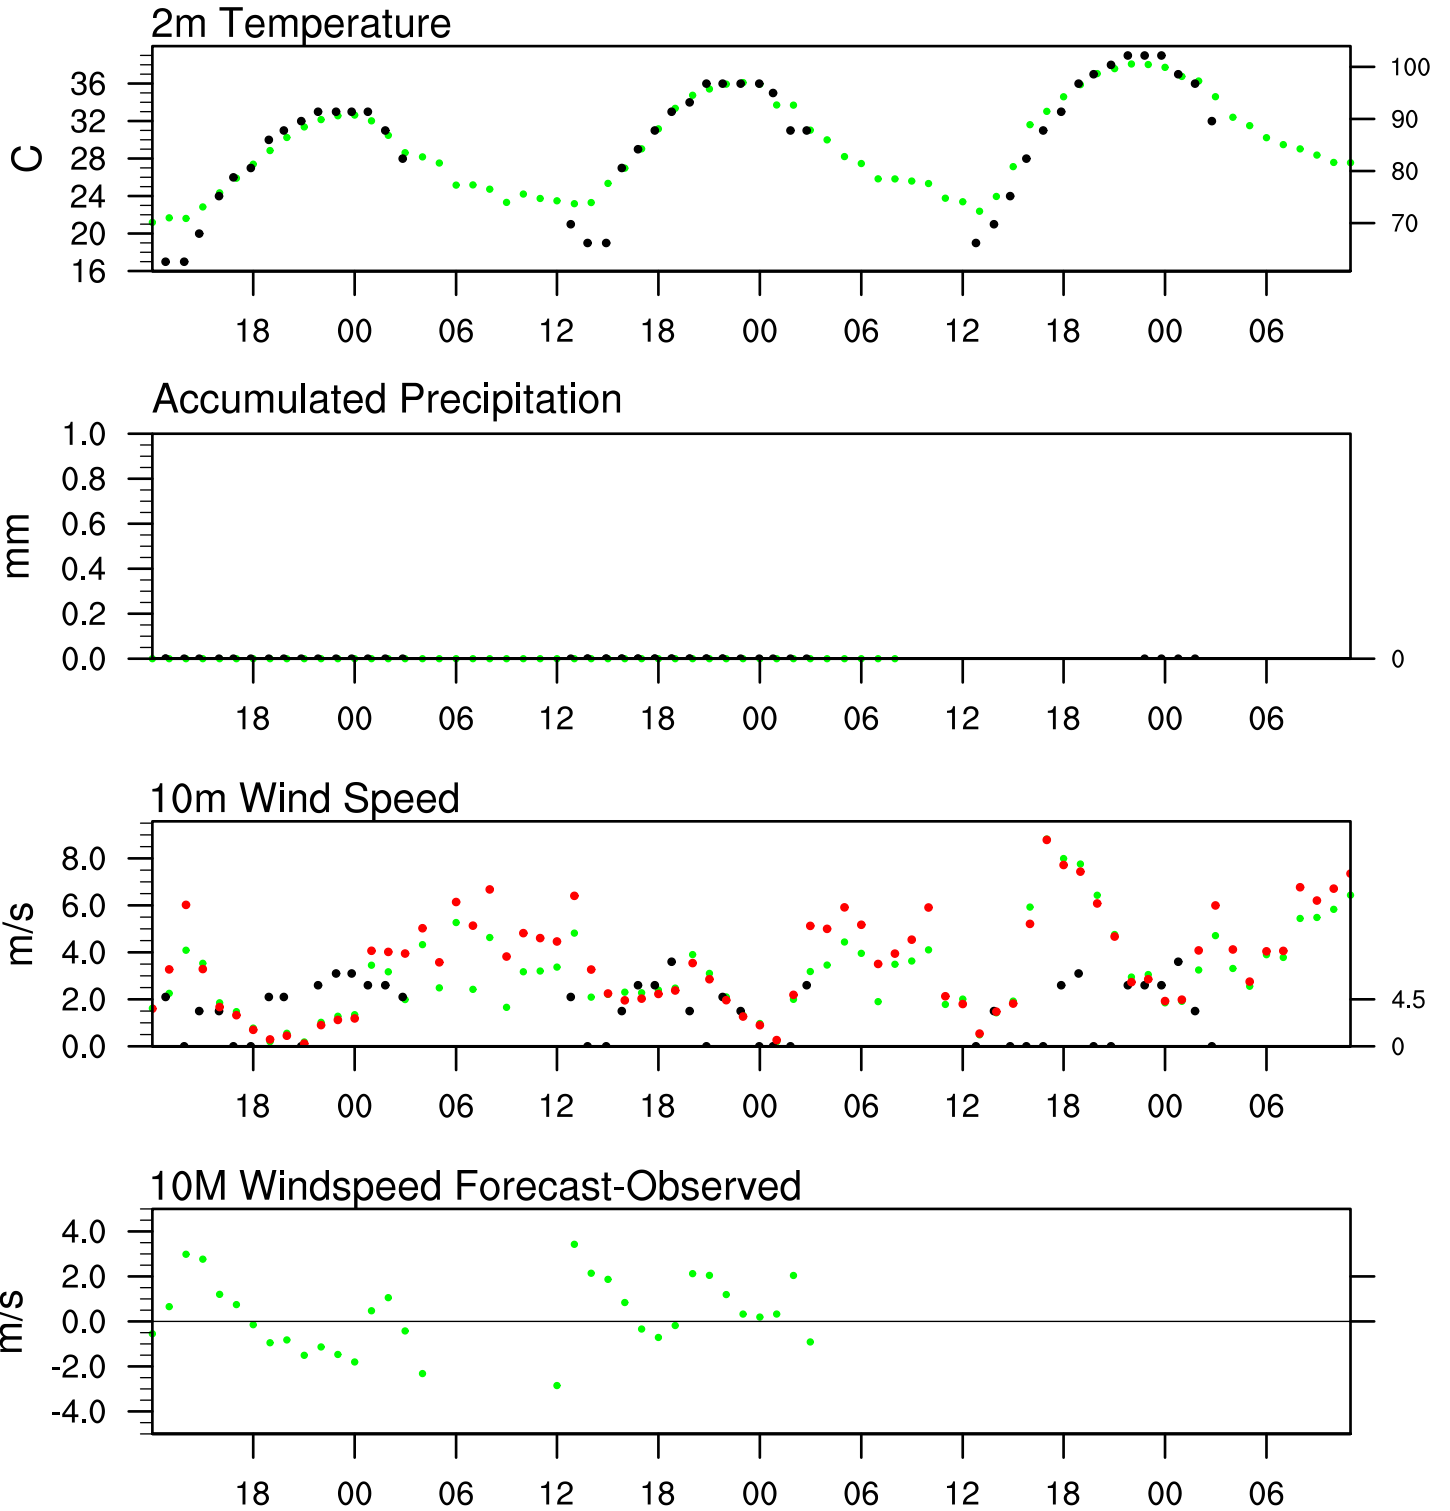 2m Temperature
C
36
32
28
24
20
16
100
90
80
70
18 00 06 12 18 00 06 12 18 00 06
Accumulated Precipitation
mm
1.0
0.8
0.6
0.4
0.2
0.0
0
18 00 06 12 18 00 06 12 18 00 06
10m Wind Speed
m/s
8.0
6.0
4.0
2.0
0.0
4.5
0
18 00 06 12 18 00 06 12 18 00 06
10M Windspeed Forecast-Observed
m/s
4.0
2.0
0.0
-2.0
-4.0
18 00 06 12 18 00 06 12 18 00 06